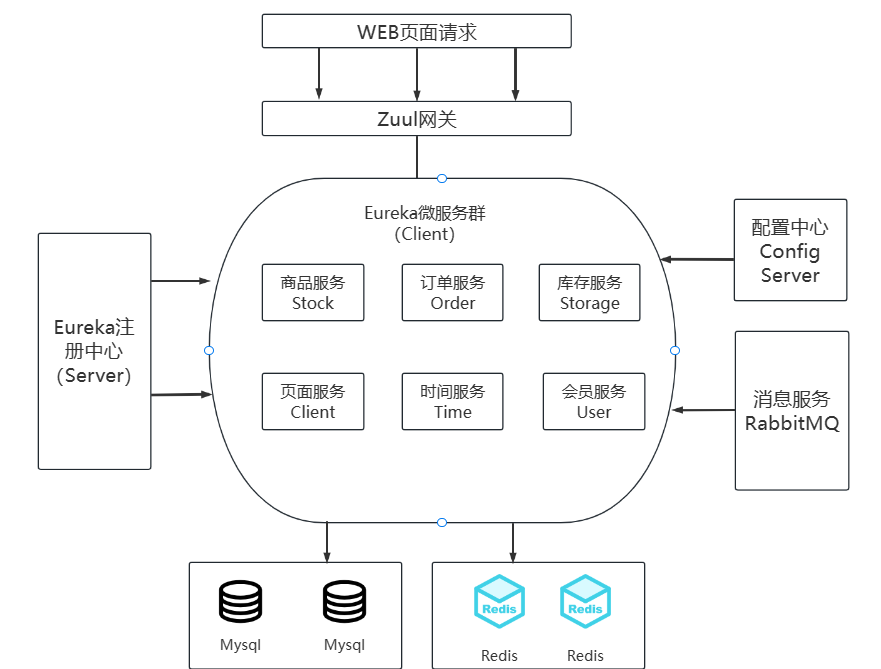 WEB页面请求
Zuul网关
Eureka微服务群
（Client）
商品服务
Stock
订单服务
Order
库存服务
Storage
页面服务
Client
时间服务
Time
会员服务
User
Eureka注
册中心
（Server）
配置中心
Config
Server
消息服务
RabbitMQ
Mysql
Mysql
Redis
Redis
Redis
Redis